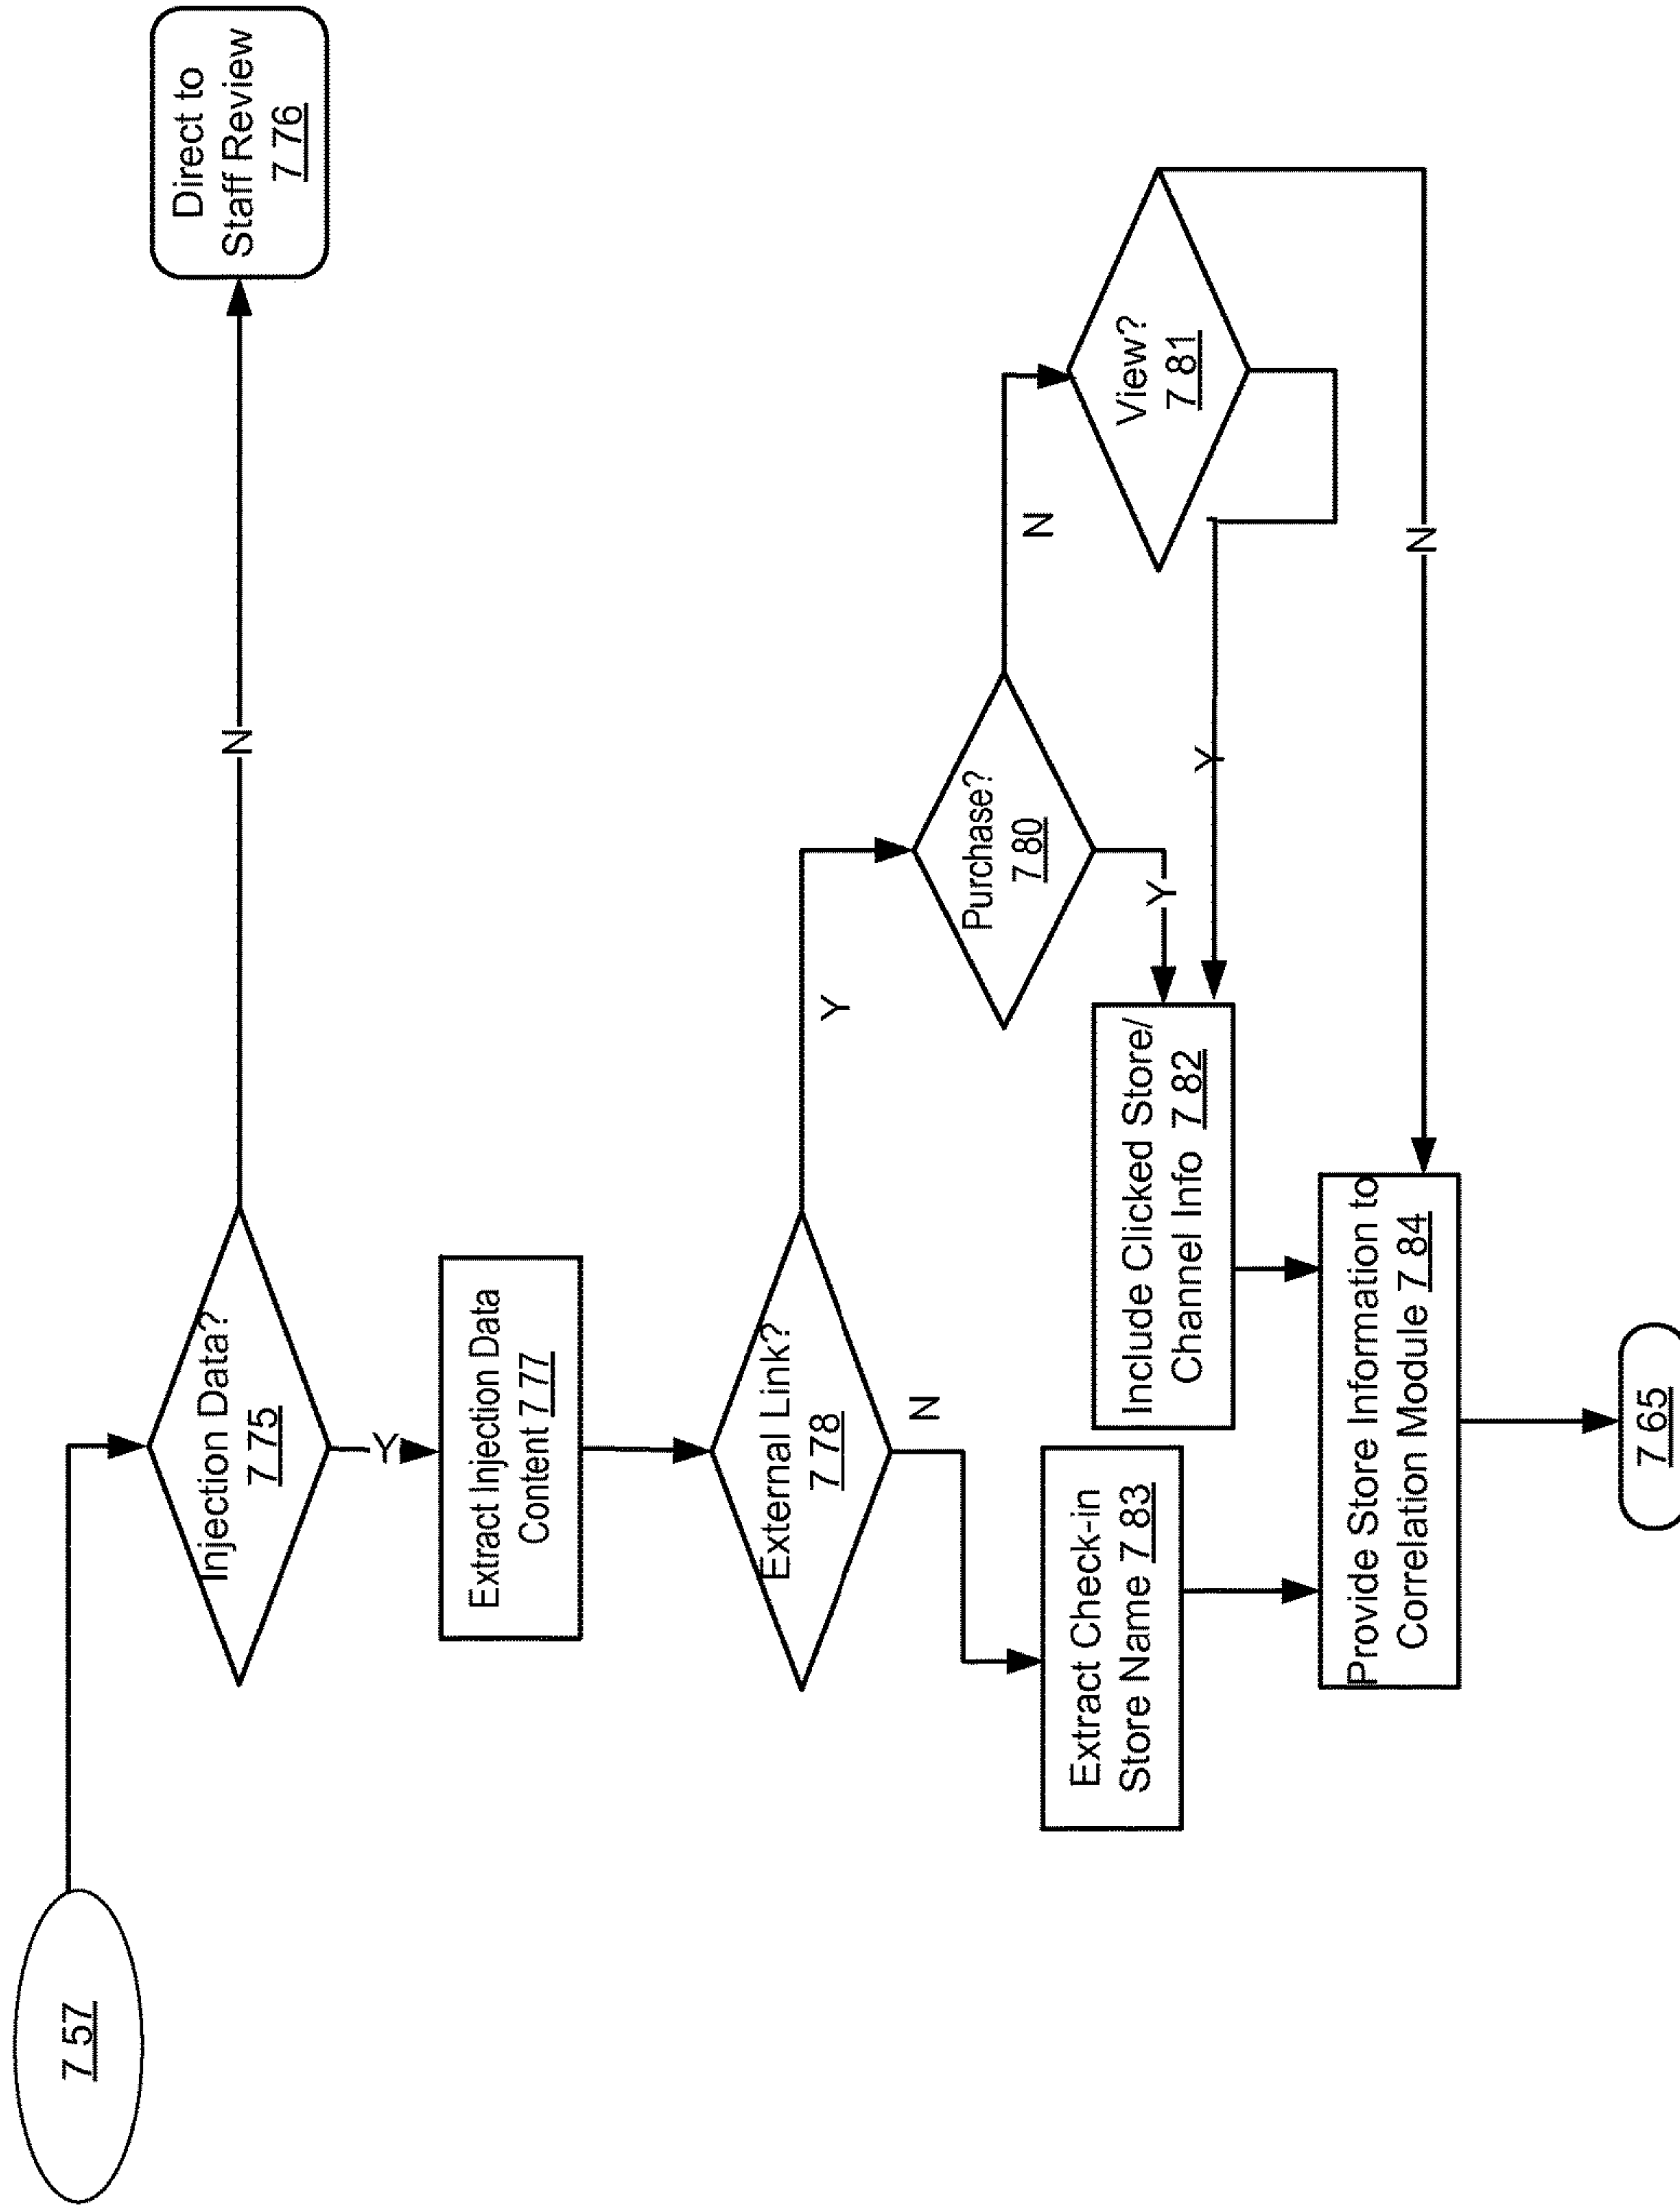 7 57
Injection Data?
7 75
N
Direct to
Staff Review
7 76
Y
Extract Injection Data
Content 7 77
External Link?
7 78
Y
N
Purchase?
7 80
N
Y
View?
7 81
Y
N
Extract Check-in
Store Name 7 83
Include Clicked Store/
Channel Info 7 82
Provide Store Information to
Correlation Module 7 84
7 65